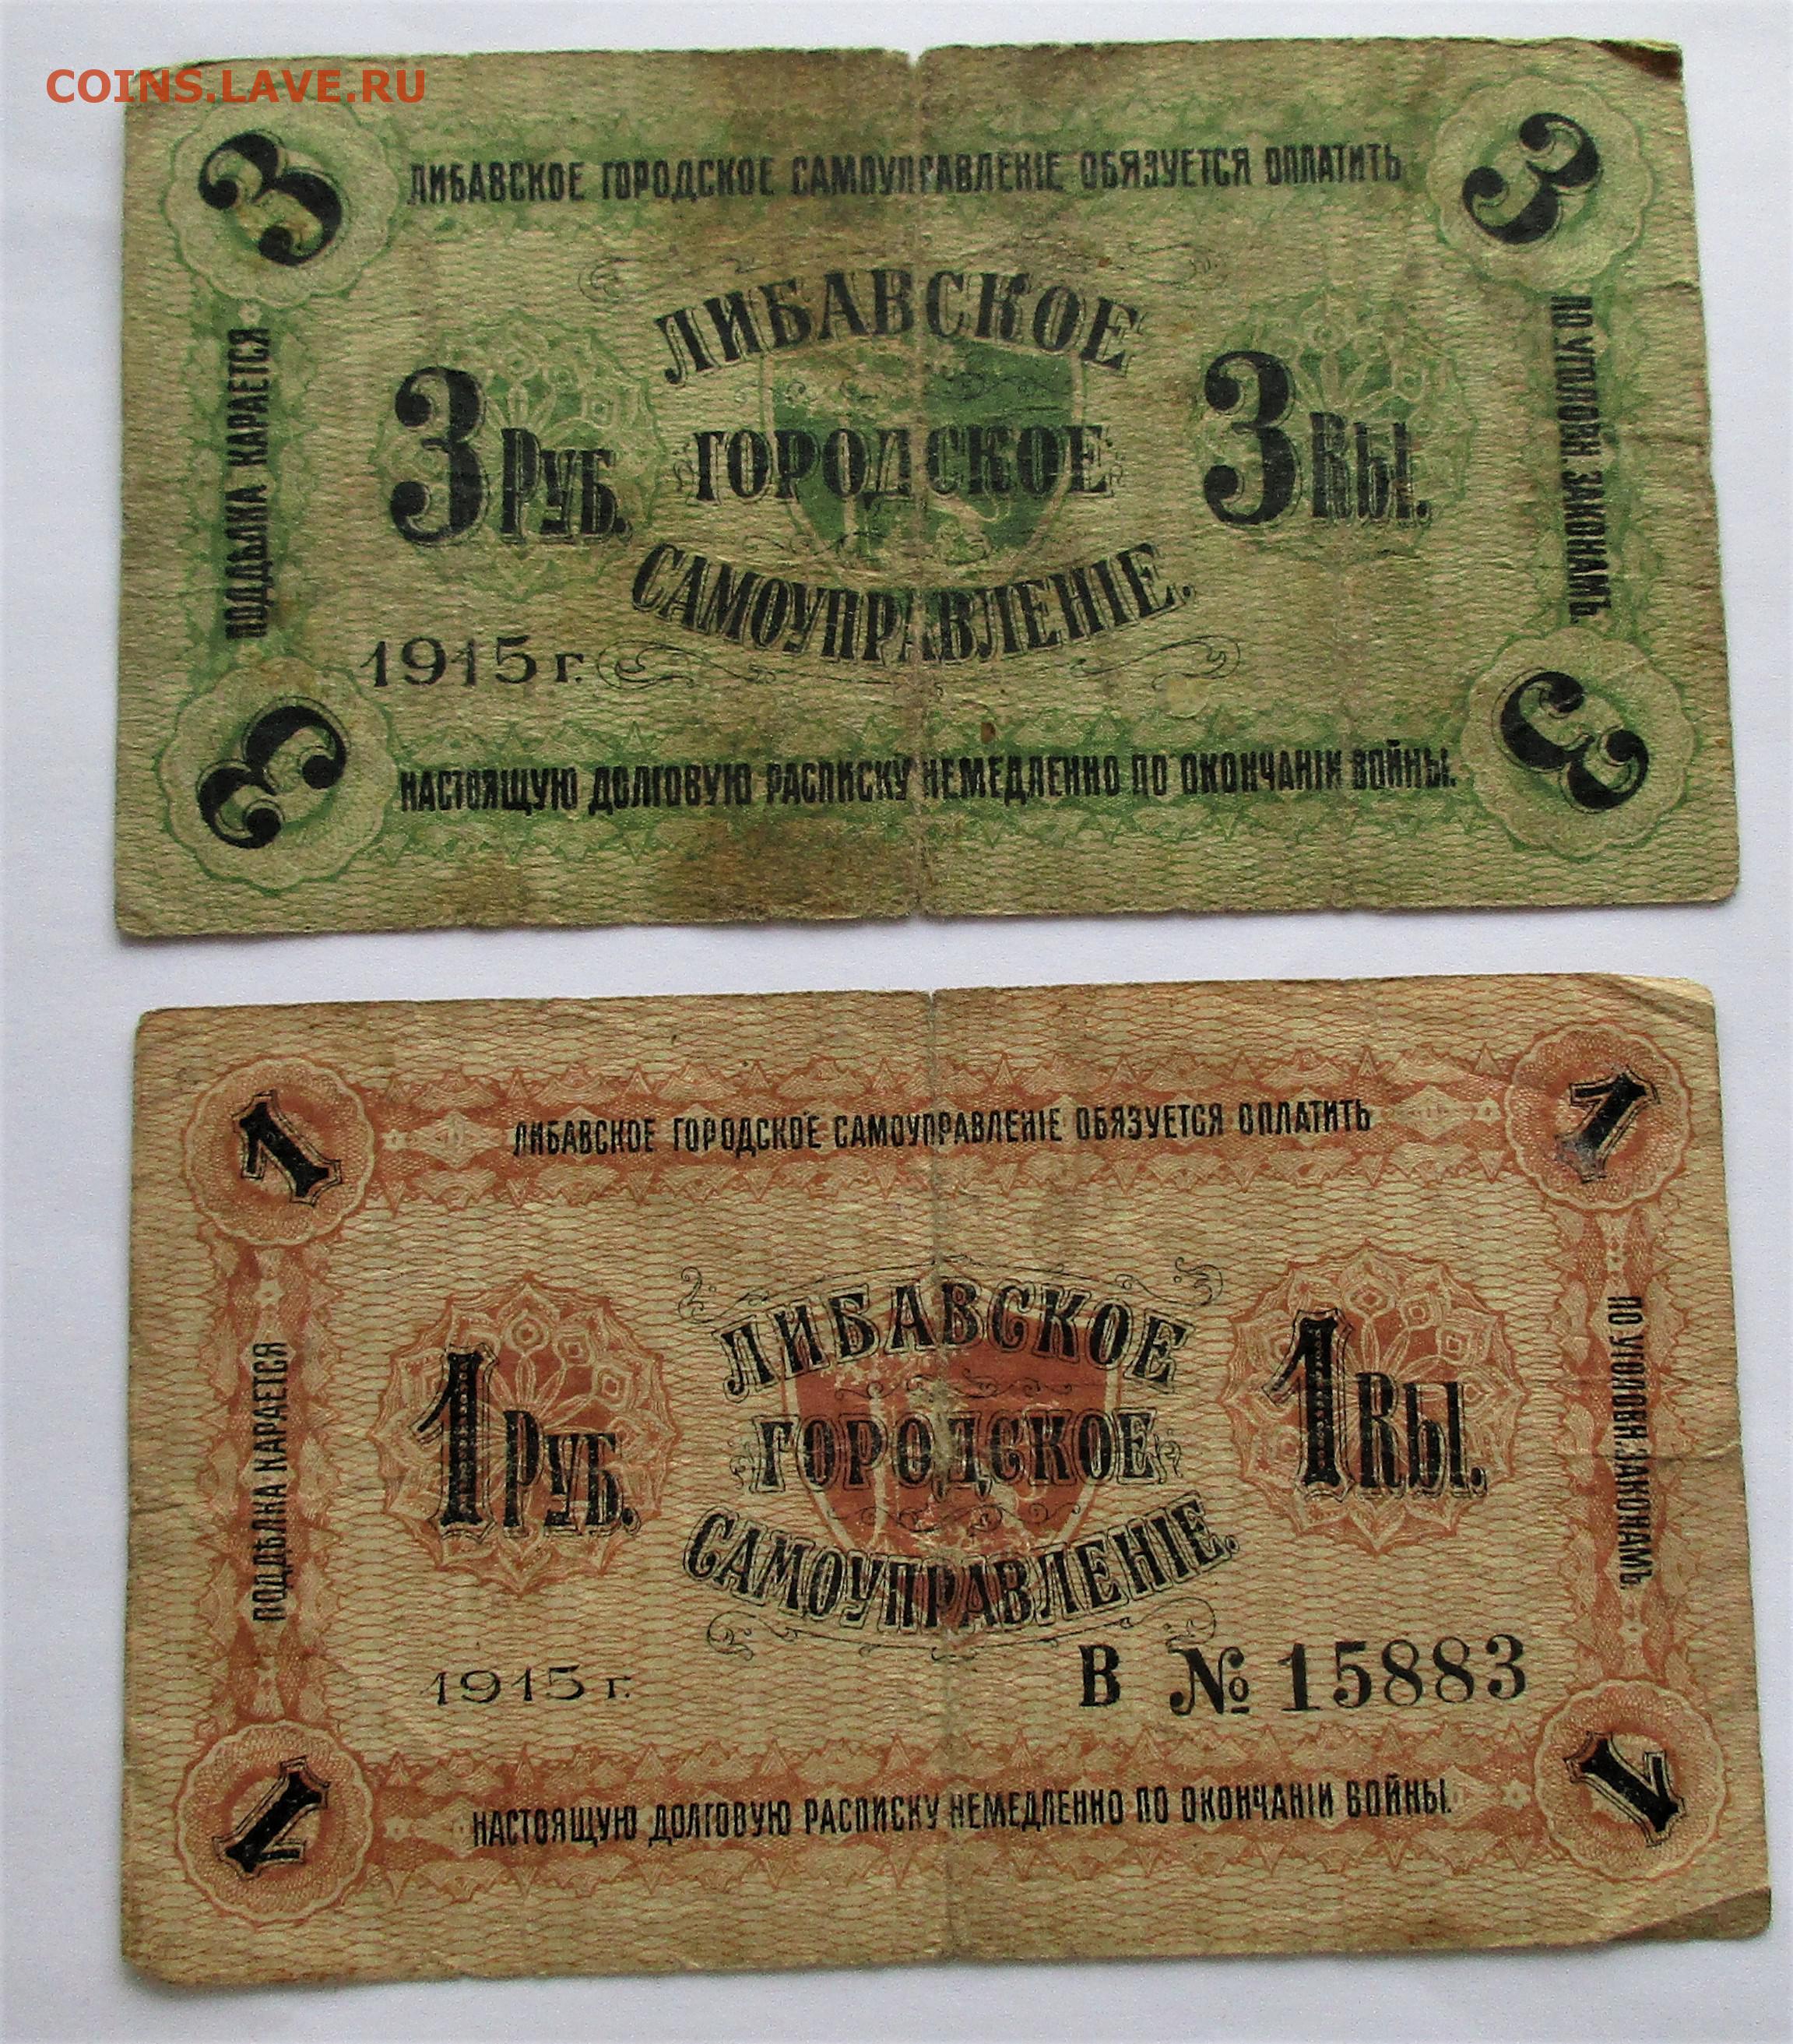 COINS.LAVE.RU
3
3
ЛИБАВСКОЕ ГОРОДСКОЕ САМОУПРАВЛЕНІЕ ОБЯЗУЕТСЯ ОПЛАТИТЬ
ПОДДѢЛКА КАРАЕТСЯ
3 РУБ.
ЛИБАВСКОЕ
ГОРОДСКОЕ
САМОУПРАВЛЕНІЕ.
3 RЫ.
ПО УГОЛОВН. ЗАКОНАМЪ.
1915 г.
3
3
НАСТОЯЩУЮ ДОЛГОВУЮ РАСПИСКУ НЕМЕДЛЕННО ПО ОКОНЧАНІИ ВОЙНЫ.
1
1
ЛИБАВСКОЕ ГОРОДСКОЕ САМОУПРАВЛЕНІЕ ОБЯЗУЕТСЯ ОПЛАТИТЬ
ПОДДѢЛКА КАРАЕТСЯ
1 РУБ.
ЛИБАВСКОЕ
ГОРОДСКОЕ
САМОУПРАВЛЕНІЕ.
1 RЫ.
ПО УГОЛОВН. ЗАКОНАМЪ.
1915 г.
В № 15883
1
1
НАСТОЯЩУЮ ДОЛГОВУЮ РАСПИСКУ НЕМЕДЛЕННО ПО ОКОНЧАНІИ ВОЙНЫ.